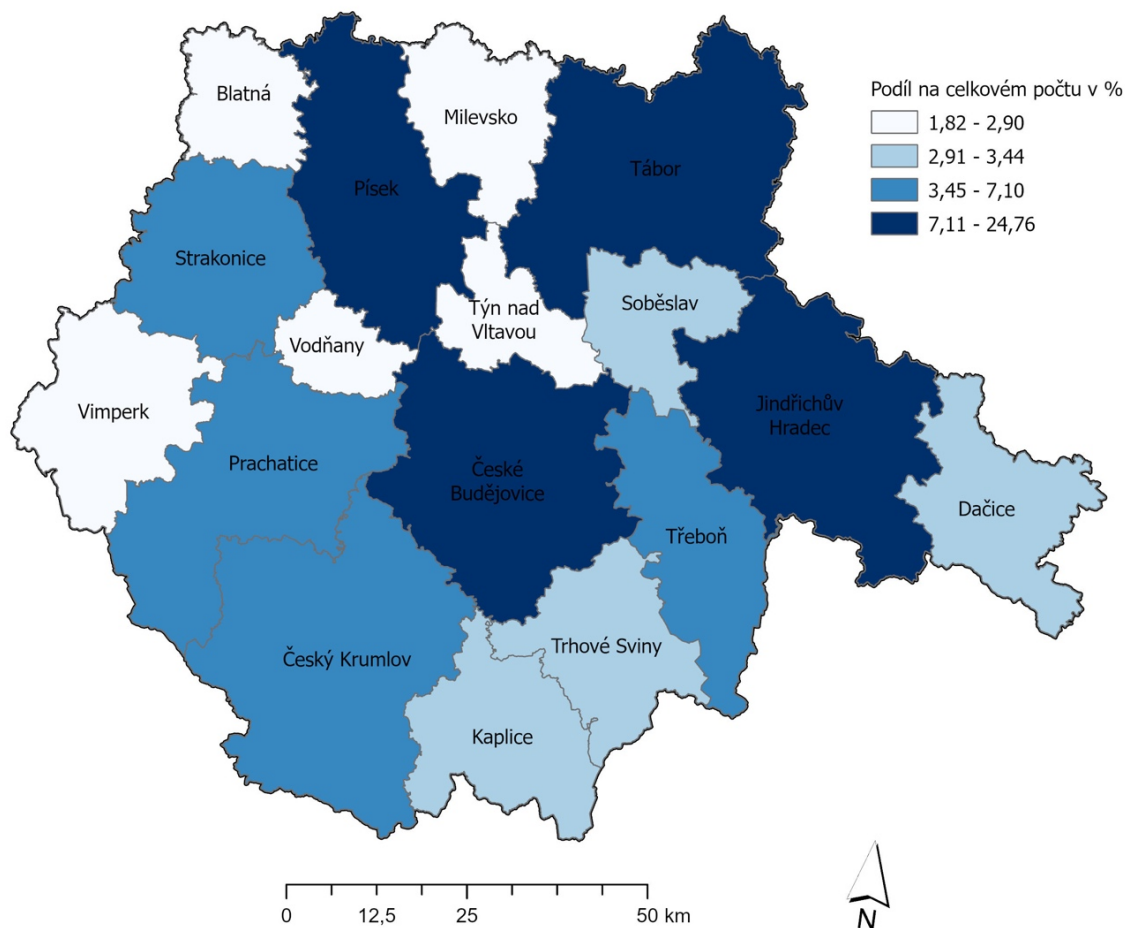 Podíl na celkovém počtu v %
1,82 - 2,90
2,91 - 3,44
3,45 - 7,10
7,11 - 24,76
Blatná
Milevsko
Písek
Tábor
Strakonice
Týn nad
Vltavou
Soběslav
Vodňany
Vimperk
Jindřichův
Hradec
Prachatice
České
Budějovice
Dačice
Třeboň
Český Krumlov
Trhové Sviny
Kaplice
0 12,5 25 50 km
N